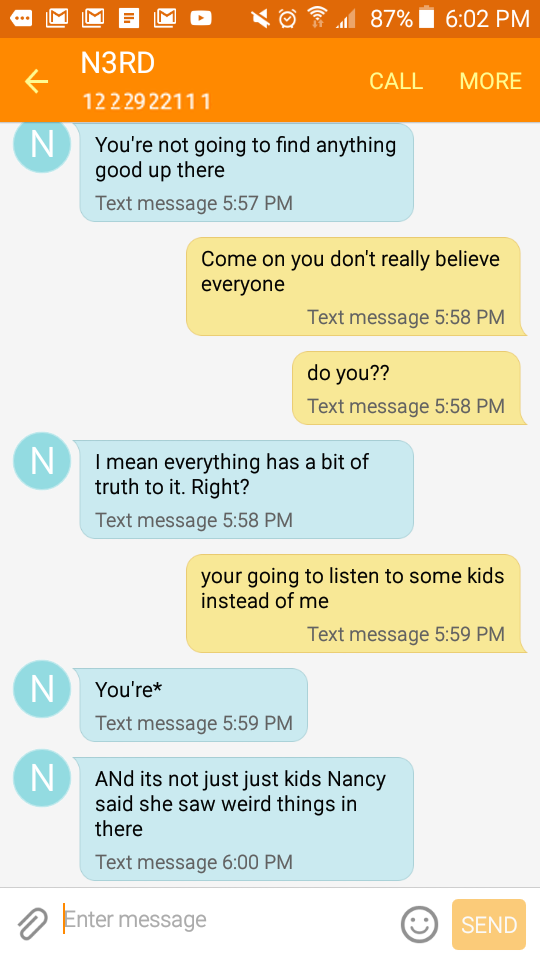 87% 6:02 PM
N3RD
CALL MORE
1222922111
N
You're not going to find anything
good up there
Text message 5:57 PM
Come on you don't really believe
everyone
Text message 5:58 PM
do you??
Text message 5:58 PM
N
I mean everything has a bit of
truth to it. Right?
Text message 5:58 PM
your going to listen to some kids
instead of me
Text message 5:59 PM
N
You're*
Text message 5:59 PM
N
ANd its not just just kids Nancy
said she saw weird things in
there
Text message 6:00 PM
Enter message
SEND